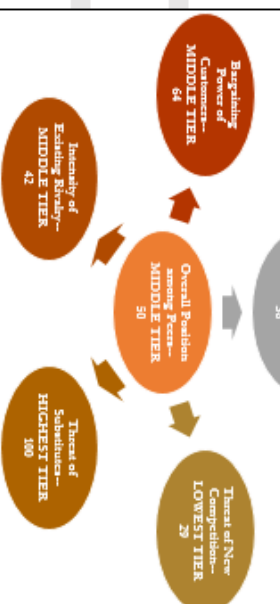 Bargaining
Power of
Customers--
MIDDLE TIER
64
Intensity of
Existing Rivalry--
MIDDLE TIER
42
Overall Position
among Peers--
MIDDLE TIER
50
Threat of
Substitutes--
HIGHEST TIER
100
Threat of New
Competition--
LOWEST TIER
29